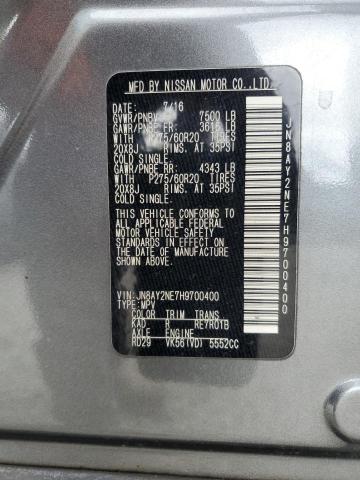 MFD BY NISSAN MOTOR CO.,LTD.
DATE: 7/16
GVWR/PNBV 7500 LB
GAWR/PNBE FR: 3616 LB
WITH P275/60R20 TIRES
20X8J RIMS, AT 35PSI
COLD SINGLE.
GAWR/PNBE RR: 4343 LB
WITH P275/60R20 TIRES
20X8J RIMS, AT 35PSI
COLD SINGLE.
THIS VEHICLE CONFORMS
TO ALL APPLICABLE FEDERAL
MOTOR VEHICLE SAFETY
STANDARDS IN EFFECT ON
THE DATE OF MANUFACTURE
SHOWN ABOVE.
VIN: JN8AY2NE7H9700400
TYPE: MPV
COLOR TRIM TRANS
KAD R RE7R01B
AXLE ENGINE
RD29 VK56(VD) 5552CC
JN8AY2NE7H9700400